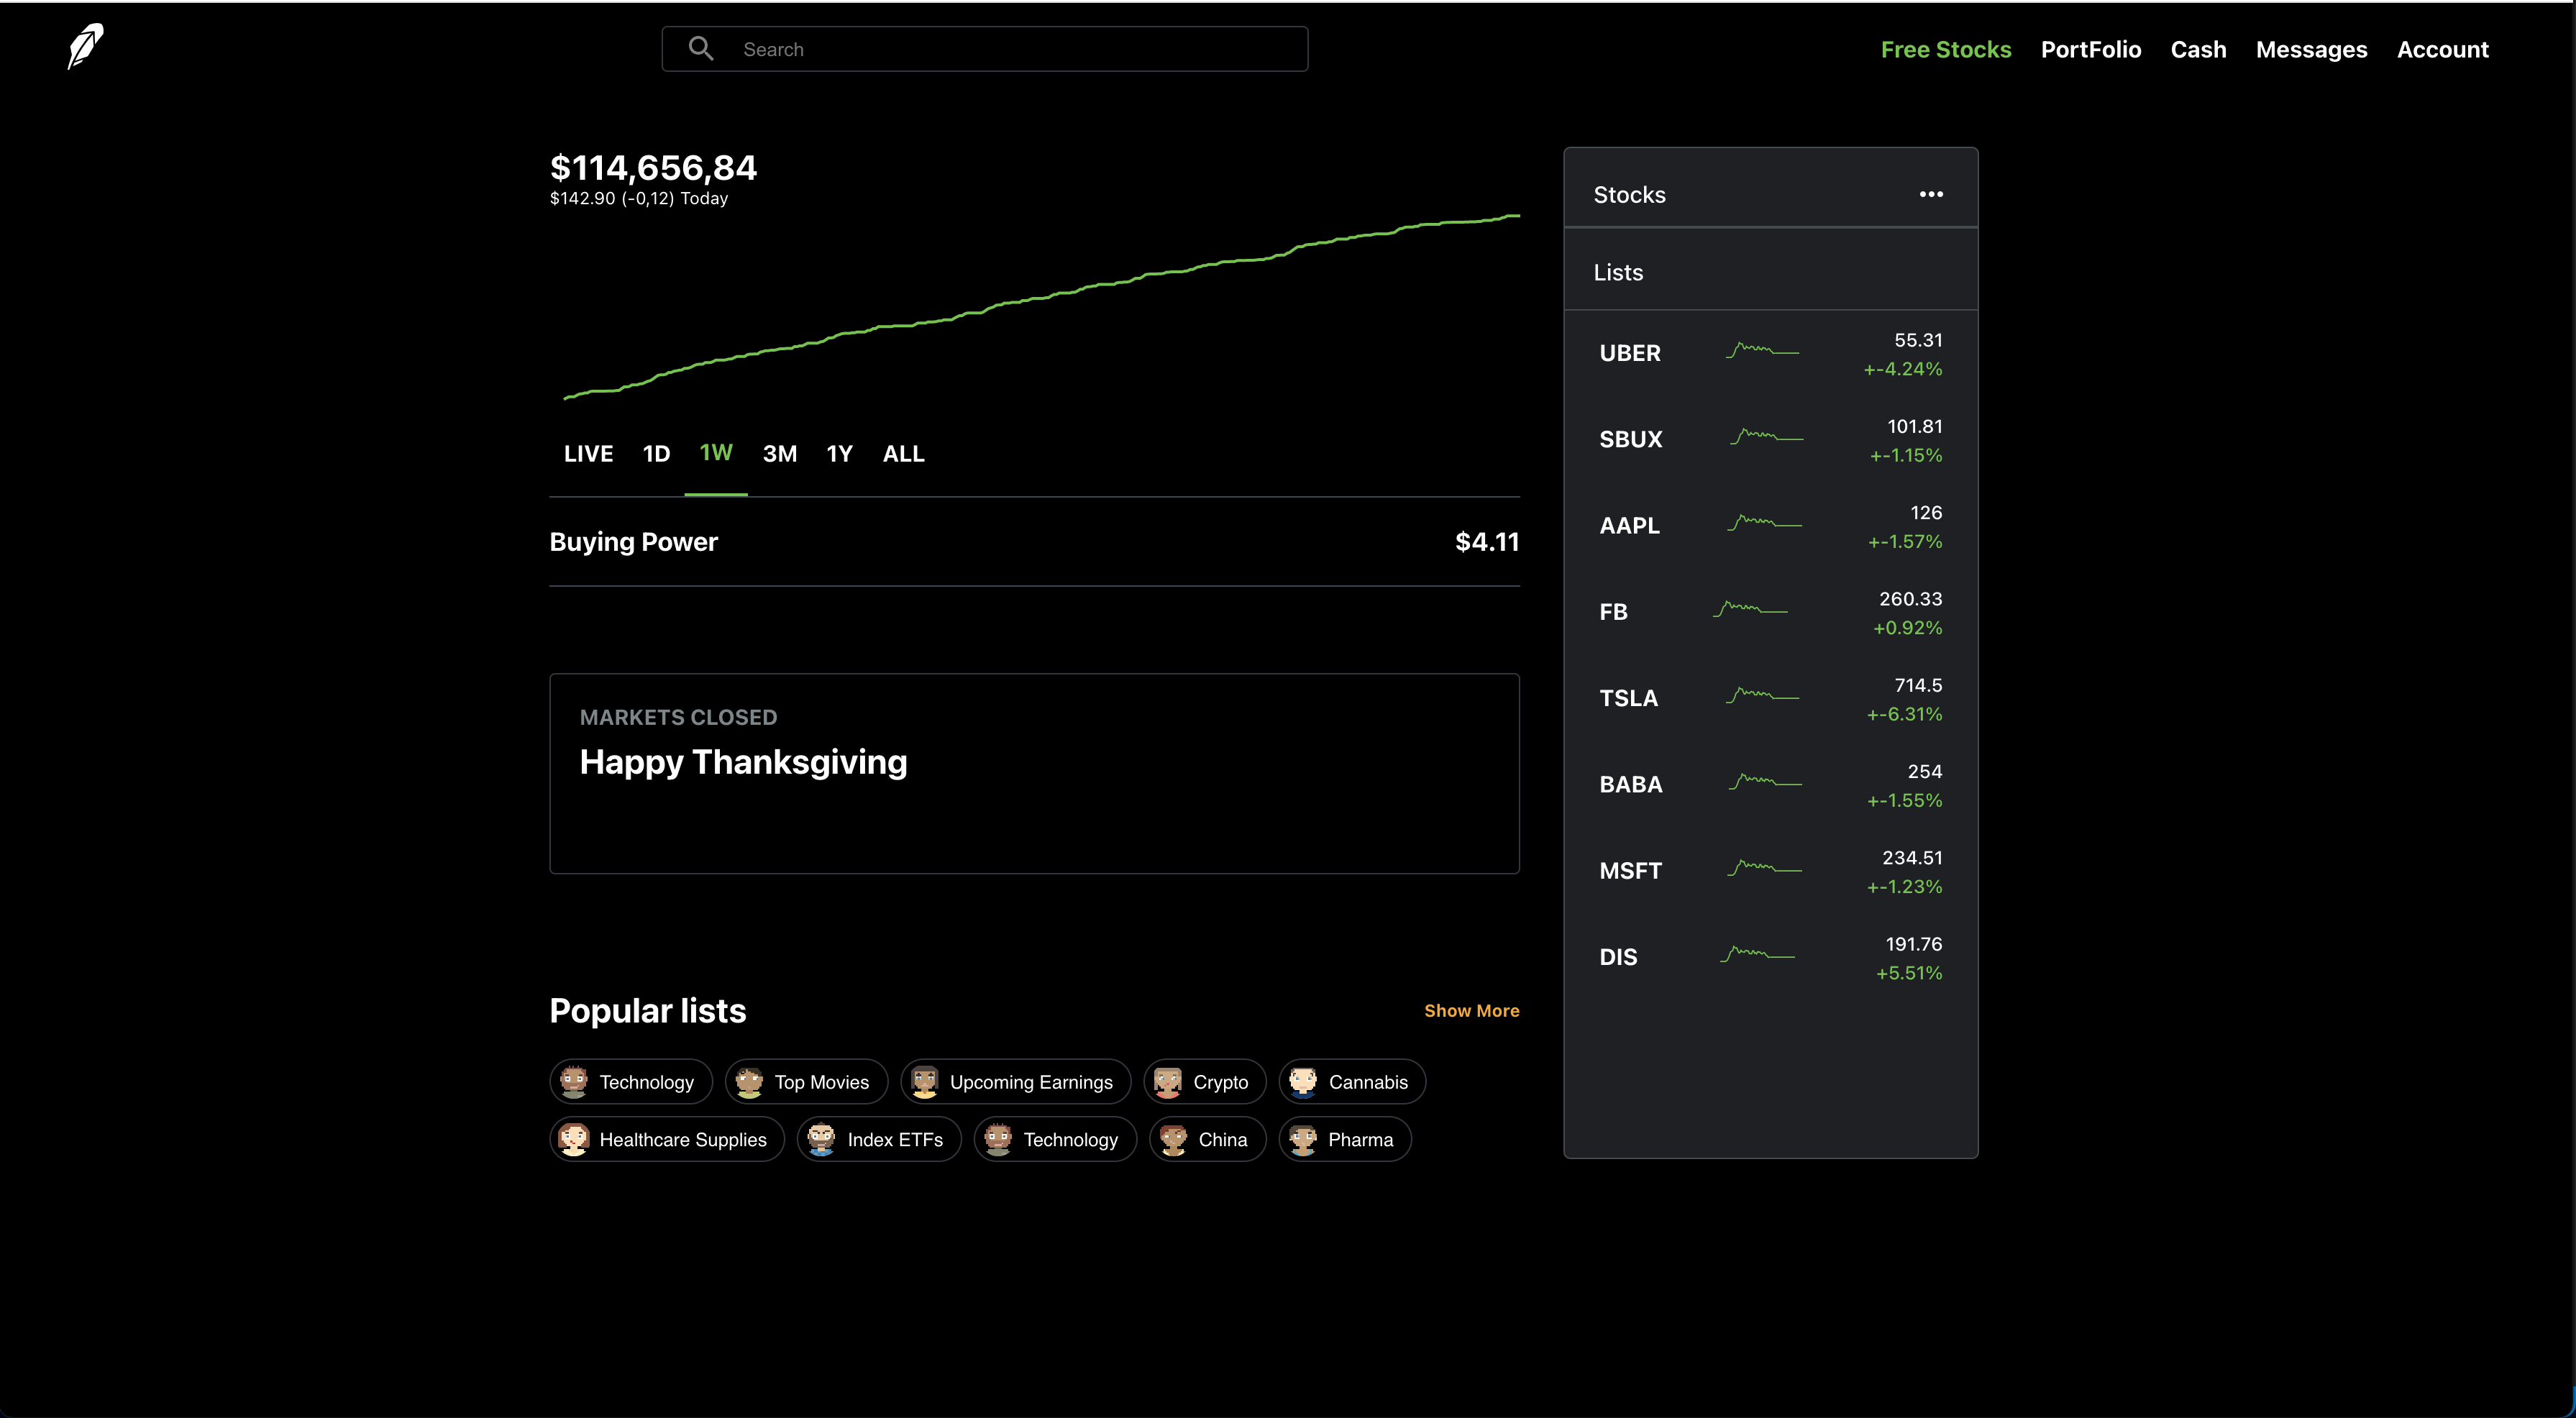 Search
Free Stocks PortFolio Cash Messages Account
$114,656,84
$142.90 (-0,12) Today
LIVE 1D 1W 3M 1Y ALL
Buying Power $4.11
MARKETS CLOSED
Happy Thanksgiving
Popular lists Show More
Technology Top Movies Upcoming Earnings Crypto Cannabis
Healthcare Supplies Index ETFs Technology China Pharma
Stocks
Lists
UBER 55.31
+-4.24%
SBUX 101.81
+-1.15%
AAPL 126
+-1.57%
FB 260.33
+0.92%
TSLA 714.5
+-6.31%
BABA 254
+-1.55%
MSFT 234.51
+-1.23%
DIS 191.76
+5.51%